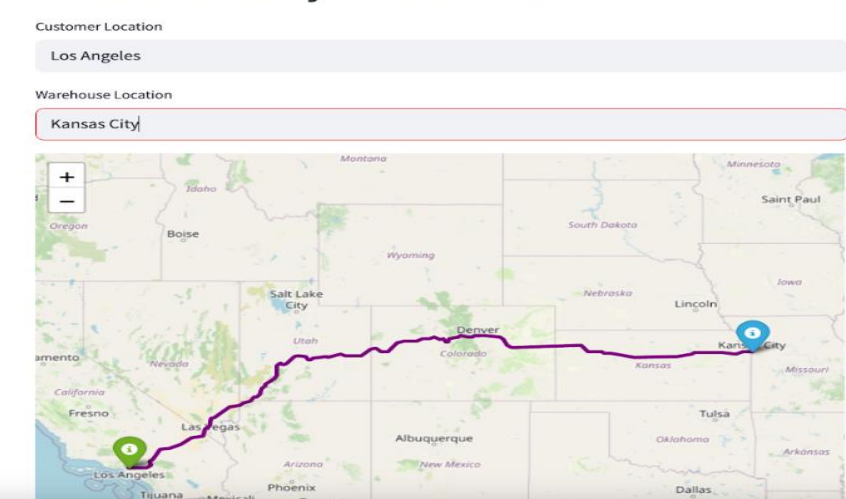 Customer Location
Los Angeles
Warehouse Location
Kansas City
+
Montana
Minnesota
−
Idaho
Saint Paul
Oregon
South Dakota
Boise
Wyoming
Iowa
Salt Lake
City
Nebraska
Lincoln
Denver
Utah
Colorado
Kansas City
amento
Nevada
Kansas
Missouri
California
Fresno
Tulsa
Las Vegas
Albuquerque
Oklahoma
Arkansas
Arizona
New Mexico
Los Angeles
Phoenix
Dallas
Tijuana
Mexicali